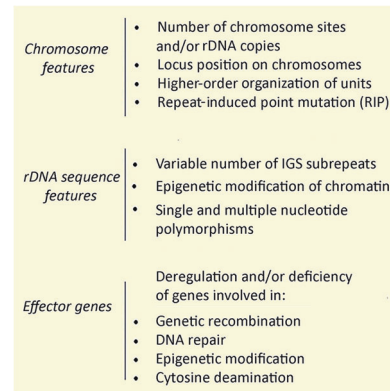 Chromosome
features
• Number of chromosome sites
and/or rDNA copies
• Locus position on chromosomes
• Higher-order organization of units
• Repeat-induced point mutation (RIP)
rDNA sequence
features
• Variable number of IGS subrepeats
• Epigenetic modification of chromatin
• Single and multiple nucleotide
polymorphisms
Effector genes
Deregulation and/or deficiency
of genes involved in:
• Genetic recombination
• DNA repair
• Epigenetic modification
• Cytosine deamination